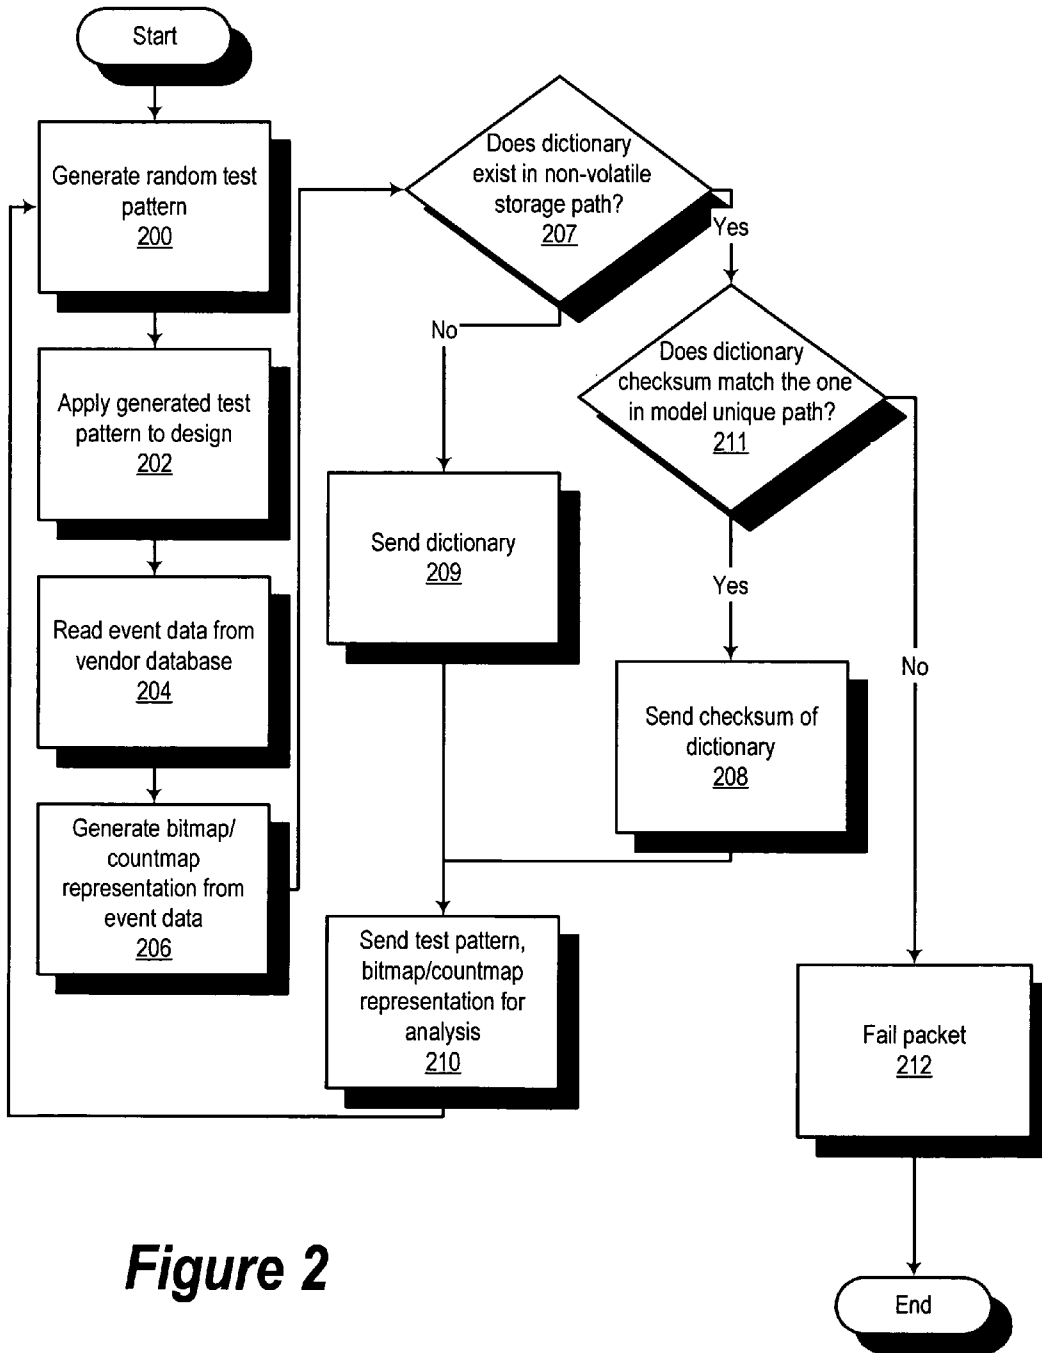 Start
Generate random test
pattern
200
Apply generated test
pattern to design
202
Read event data from
vendor database
204
Generate bitmap/
countmap
representation from
event data
206
Does dictionary
exist in non-volatile
storage path?
207
Yes
No
Does dictionary
checksum match the one
in model unique path?
211
Send dictionary
209
Yes
No
Send checksum of
dictionary
208
Send test pattern,
bitmap/countmap
representation for
analysis
210
Fail packet
212
End
Figure 2